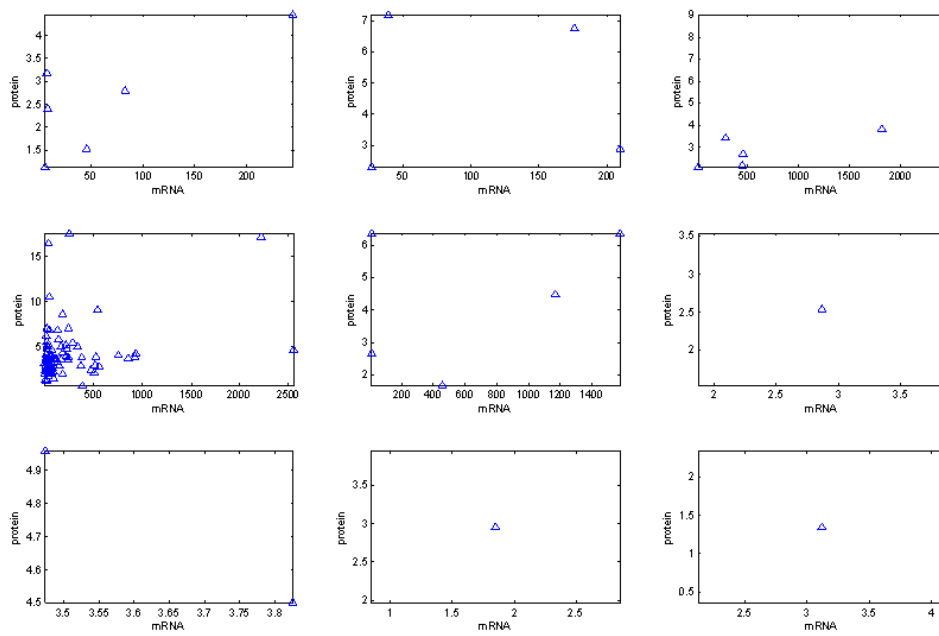 4
3.5
3
2.5
2
1.5
protein
50 100 150 200
mRNA
7
6
5
4
3
protein
50 100 150 200
mRNA
9
8
7
6
5
4
3
protein
500 1000 1500 2000
mRNA
15
10
5
protein
500 1000 1500 2000 2500
mRNA
6
5
4
3
2
protein
200 400 600 800 1000 1200 1400
mRNA
3.5
3
2.5
2
protein
2 2.5 3 3.5
mRNA
4.9
4.8
4.7
4.6
4.5
protein
3.5 3.55 3.6 3.65 3.7 3.75 3.8
mRNA
3.5
3
2.5
2
protein
1 1.5 2 2.5
mRNA
2
1.5
1
0.5
protein
2.5 3 3.5 4
mRNA